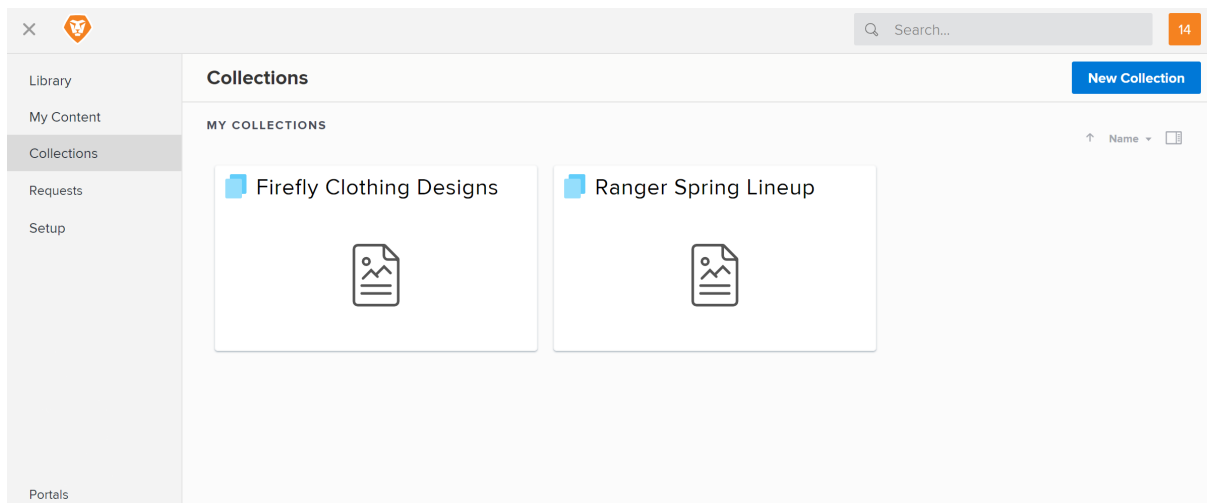 Search...
14
Library
My Content
Collections
Requests
Setup
Portals
Collections
New Collection
MY COLLECTIONS
Name
Firefly Clothing Designs
Ranger Spring Lineup